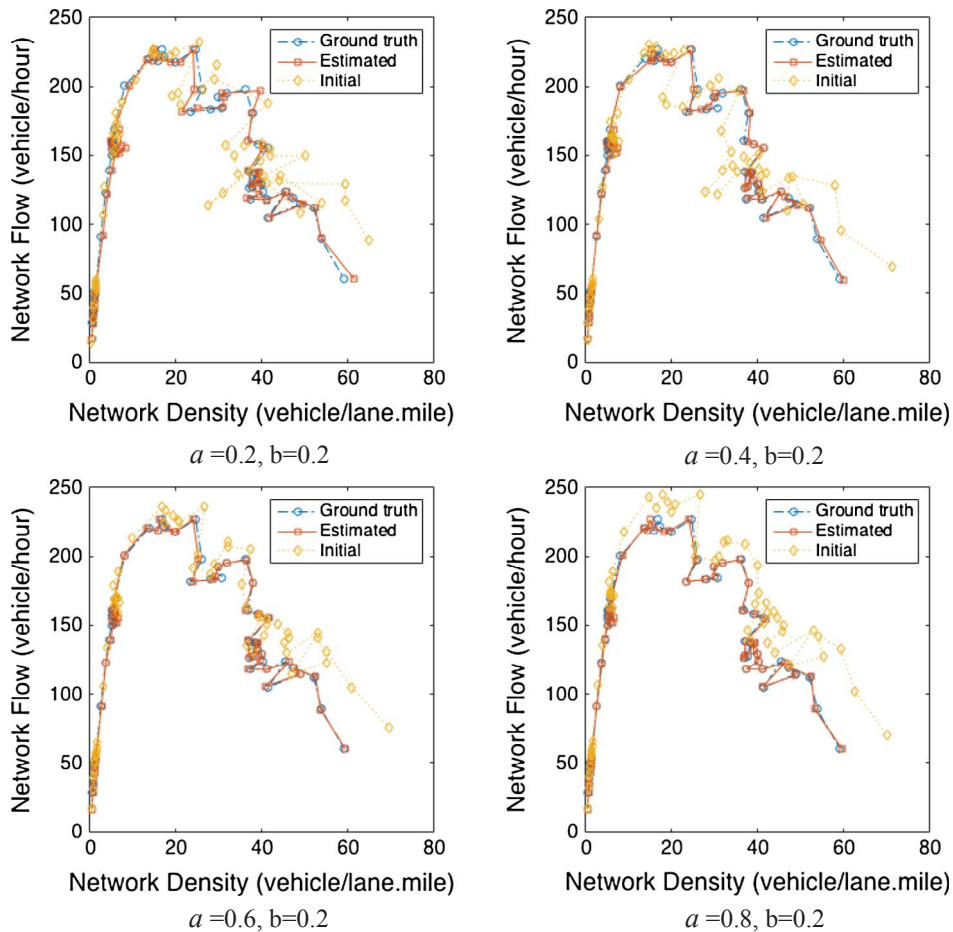 250
200
150
100
50
0
Network Flow (vehicle/hour)
Ground truth
Estimated
Initial
0 20 40 60 80
Network Density (vehicle/lane.mile)
a =0.2, b=0.2
250
200
150
100
50
0
Network Flow (vehicle/hour)
Ground truth
Estimated
Initial
0 20 40 60 80
Network Density (vehicle/lane.mile)
a =0.4, b=0.2
250
200
150
100
50
0
Network Flow (vehicle/hour)
Ground truth
Estimated
Initial
0 20 40 60 80
Network Density (vehicle/lane.mile)
a =0.6, b=0.2
250
200
150
100
50
0
Network Flow (vehicle/hour)
Ground truth
Estimated
Initial
0 20 40 60 80
Network Density (vehicle/lane.mile)
a =0.8, b=0.2